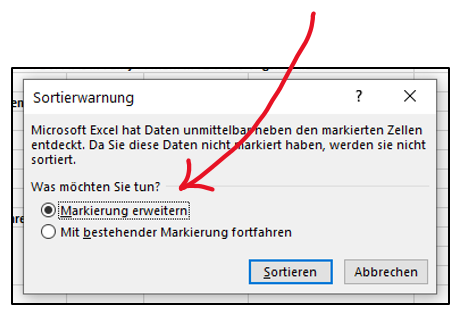 Sortierwarnung
?
Microsoft Excel hat Daten unmittelbar neben den markierten Zellen
entdeckt. Da Sie diese Daten nicht markiert haben, werden sie nicht
sortiert.
Was möchten Sie tun?
Markierung erweitern
Mit bestehender Markierung fortfahren
Sortieren
Abbrechen